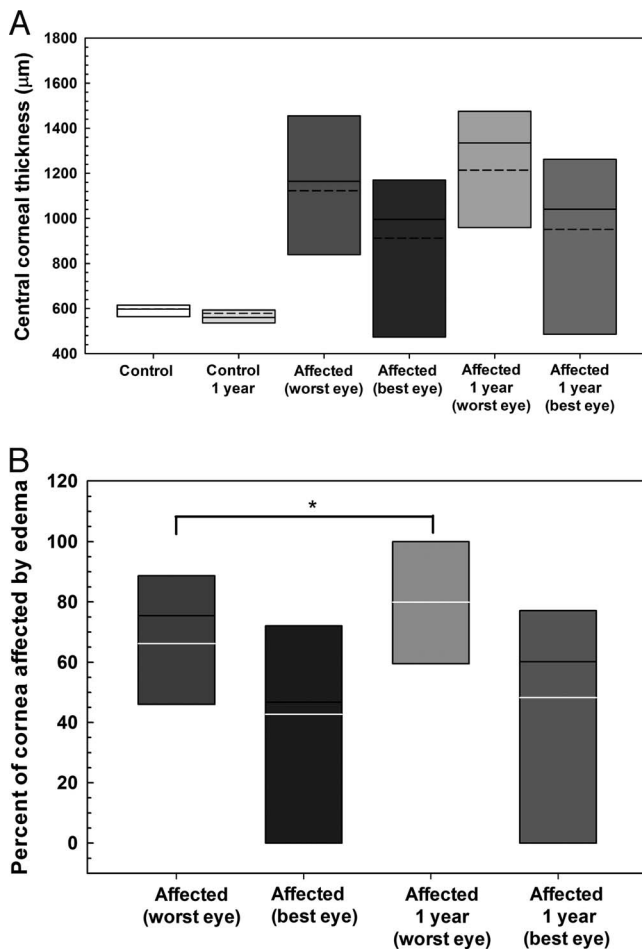 A
Central corneal thickness (μm)
1800
1600
1400
1200
1000
800
600
400
Control
Control
1 year
Affected
(worst eye)
Affected
(best eye)
Affected
1 year
(worst eye)
Affected
1 year
(best eye)
B
Percent of cornea affected by edema
120
100
80
60
40
20
0
*
Affected
(worst eye)
Affected
(best eye)
Affected
1 year
(worst eye)
Affected
1 year
(best eye)